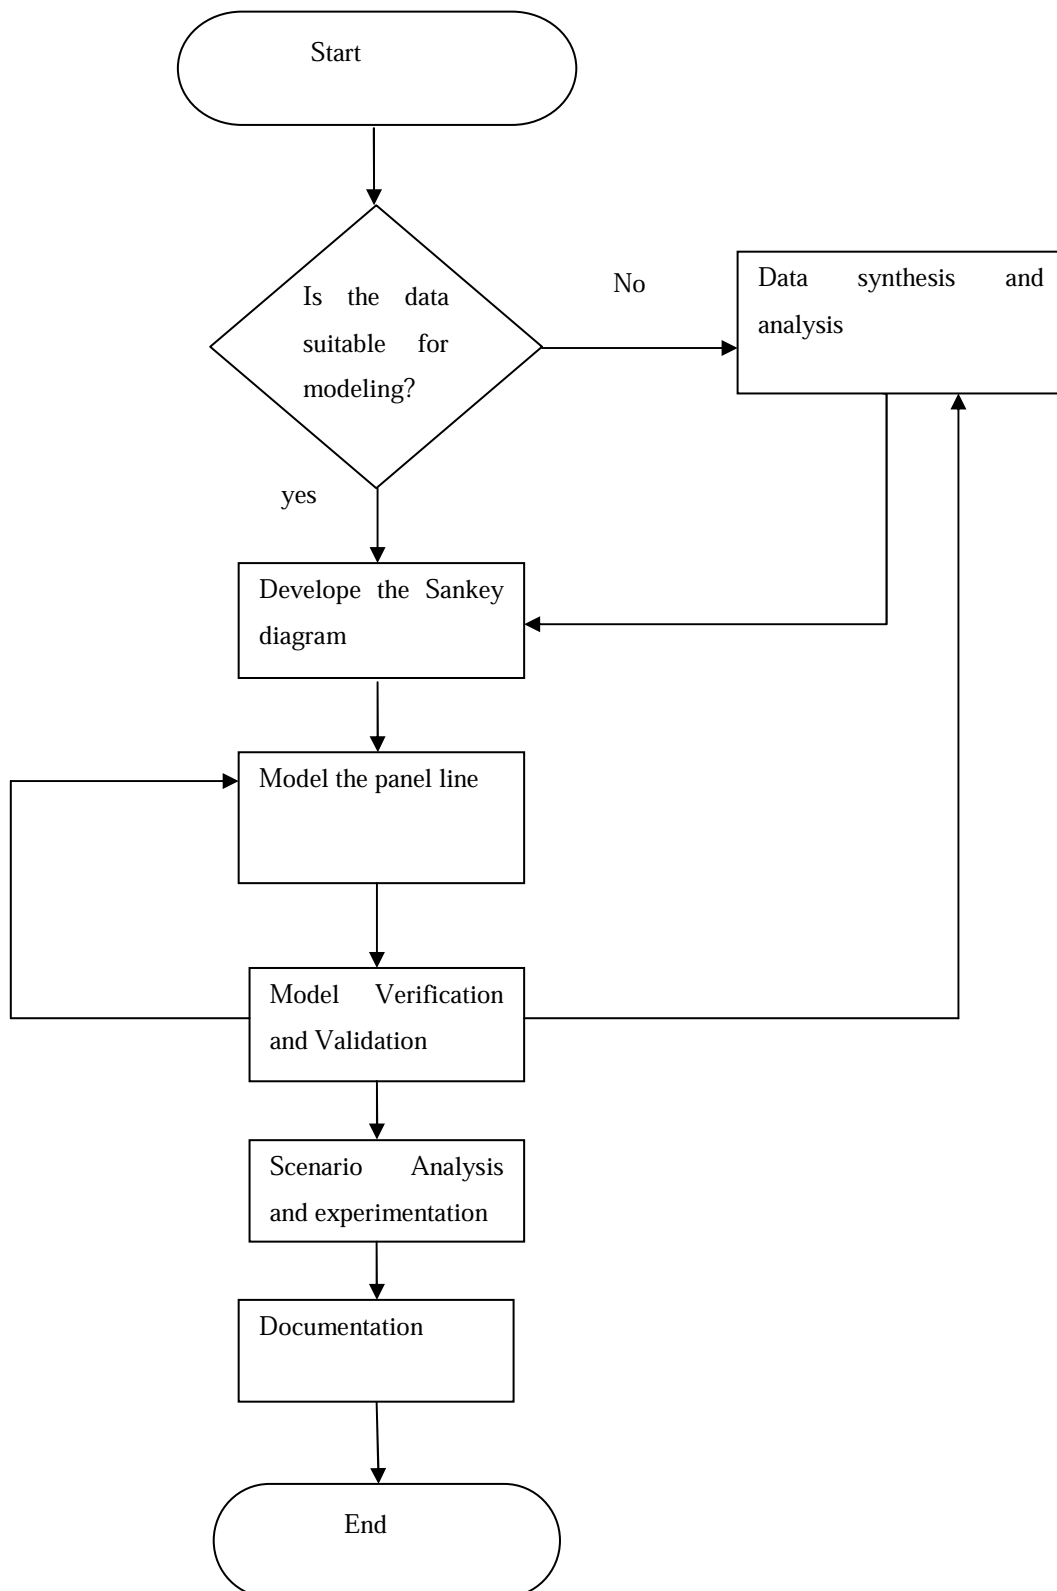 Start
Is the data
suitable for
modeling?
No
Data synthesis and
analysis
yes
Develope the Sankey
diagram
Model the panel line
Model Verification
and Validation
Scenario Analysis
and experimentation
Documentation
End